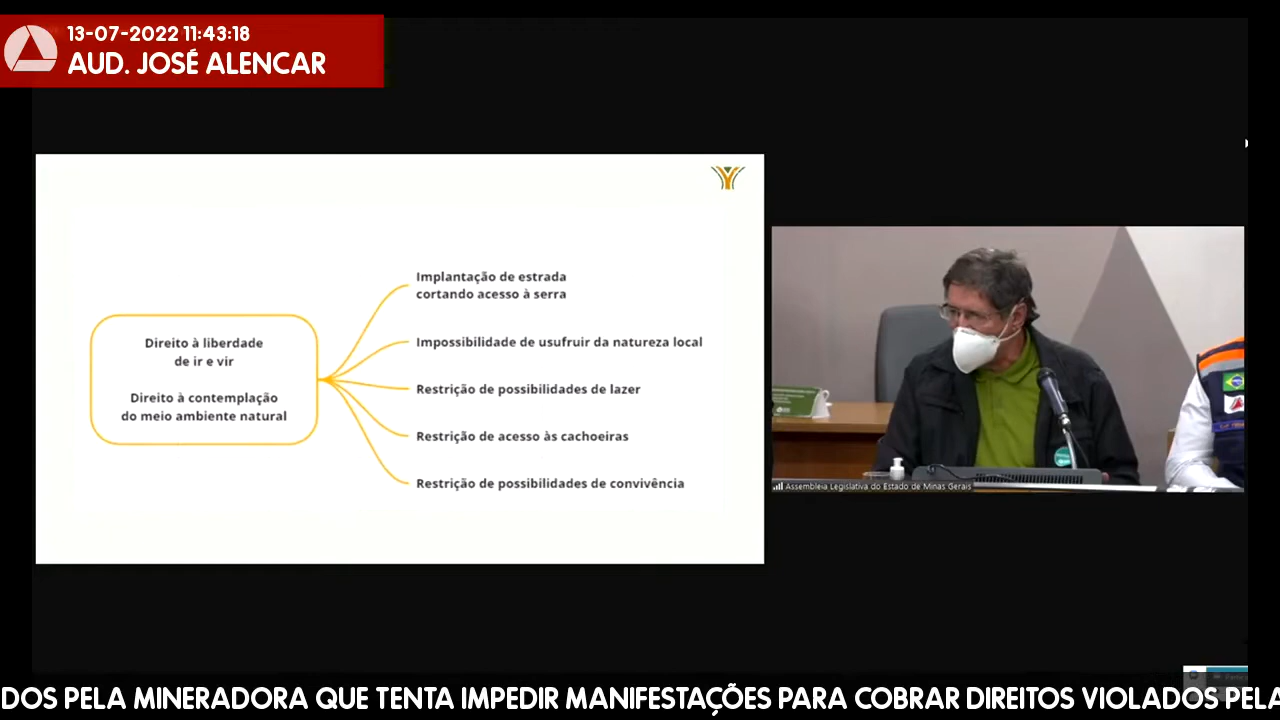 13-07-2022 11:43:18
AUD. JOSÉ ALENCAR
Implantação de estrada
cortando acesso à serra
Direito à liberdade
de ir e vir
Direito à contemplação
do meio ambiente natural
Impossibilidade de usufruir da natureza local
Restrição de possibilidades de lazer
Restrição de acesso às cachoeiras
Restrição de possibilidades de convivência
Assembleia Legislativa do Estado de Minas Gerais
DOS PELA MINERADORA QUE TENTA IMPEDIR MANIFESTAÇÕES PARA COBRAR DIREITOS VIOLADOS PELA